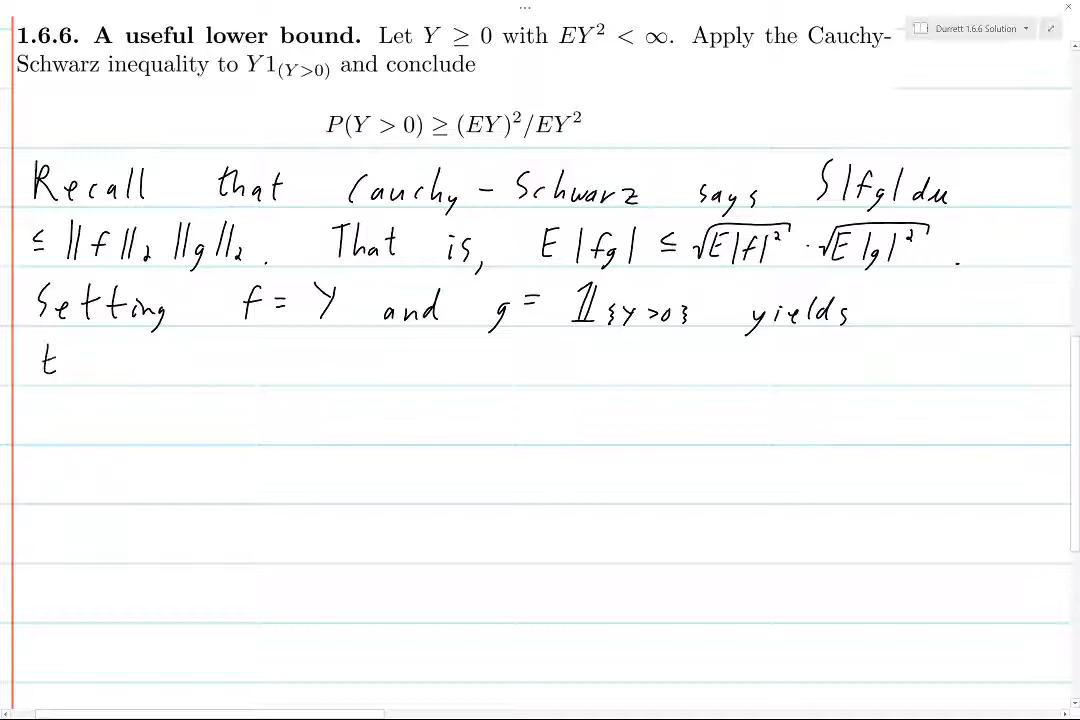 1.6.6. A useful lower bound. Let Y ≥ 0 with EY² < ∞. Apply the Cauchy-
Schwarz inequality to Y1₍Y>0₎ and conclude
P(Y > 0) ≥ (EY)²/EY²
Durrett 1.6.6 Solution
Recall that Cauchy - Schwarz says ∫|fg|dμ
≤ ||f||₂ ||g||₂. That is, E|fg| ≤ √E|f|² · √E|g|².
Setting f = Y and g = 𝟙{Y>0} yields
t